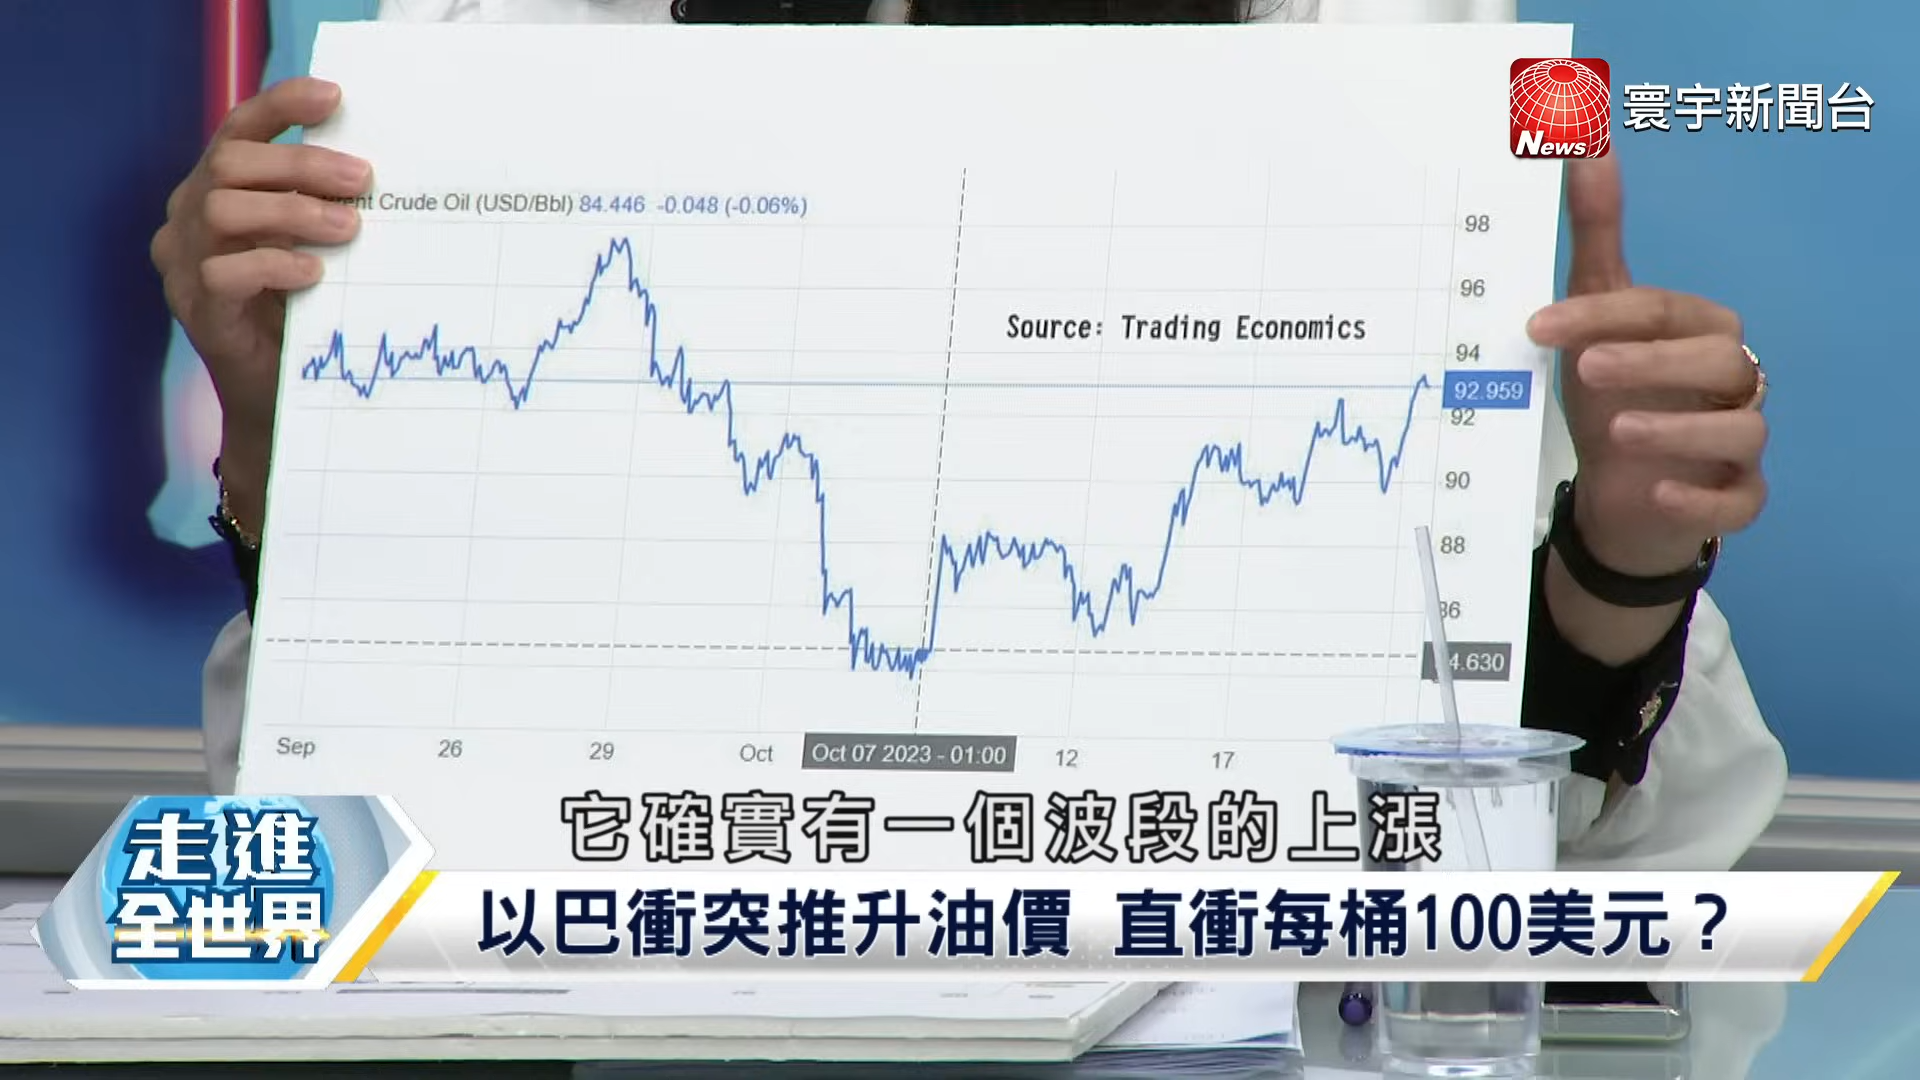 寰宇新聞台
News
Crude Oil (USD/Bbl) 84.446 -0.048 (-0.06%)
98
96
Source: Trading Economics
94
92.959
92
90
88
86
4.630
Sep
26
29
Oct
Oct 07 2023 - 01:00
12
17
它確實有一個波段的上漲
走進
全世界
以巴衝突推升油價 直衝每桶100美元？